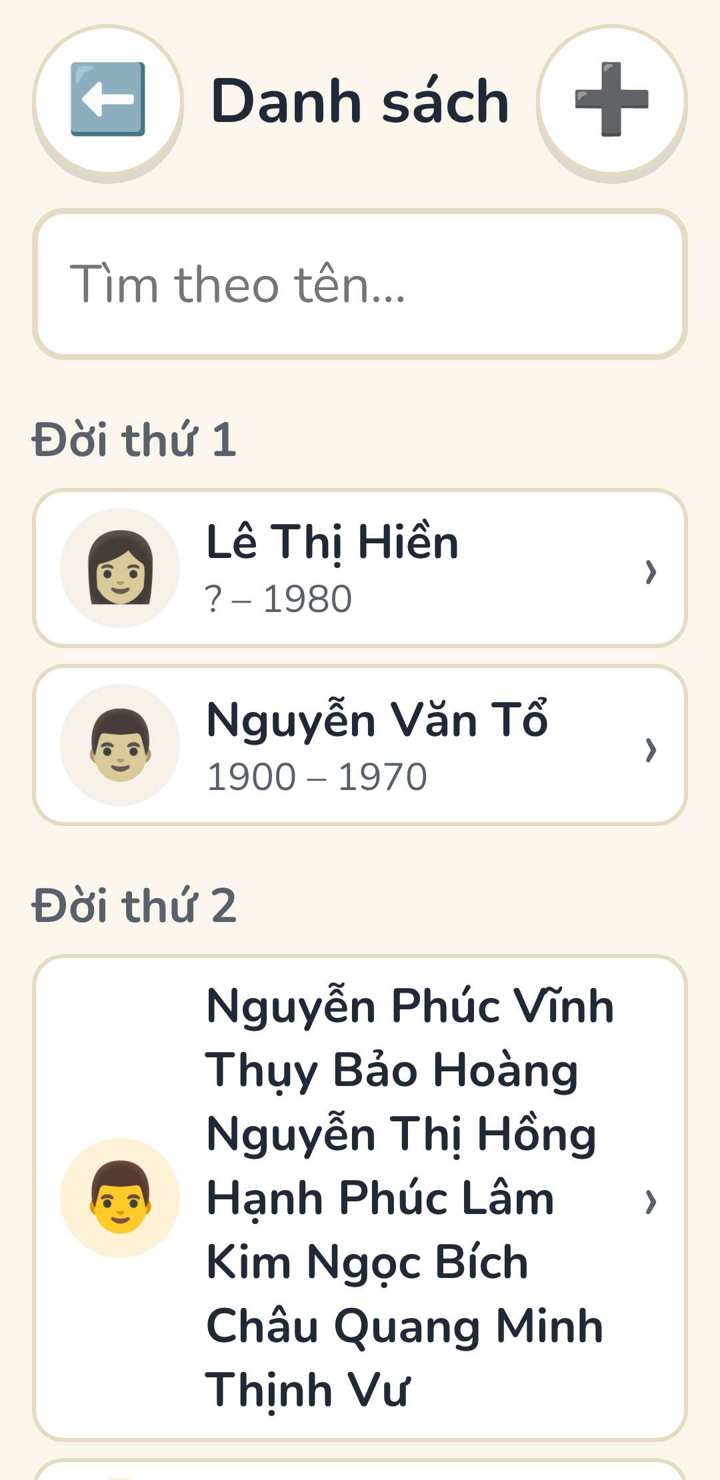 Danh sách
Tìm theo tên...
Đời thứ 1
Lê Thị Hiền
? – 1980
Nguyễn Văn Tổ
1900 – 1970
Đời thứ 2
Nguyễn Phúc Vĩnh
Thụy Bảo Hoàng
Nguyễn Thị Hồng
Hạnh Phúc Lâm
Kim Ngọc Bích
Châu Quang Minh
Thịnh Vư